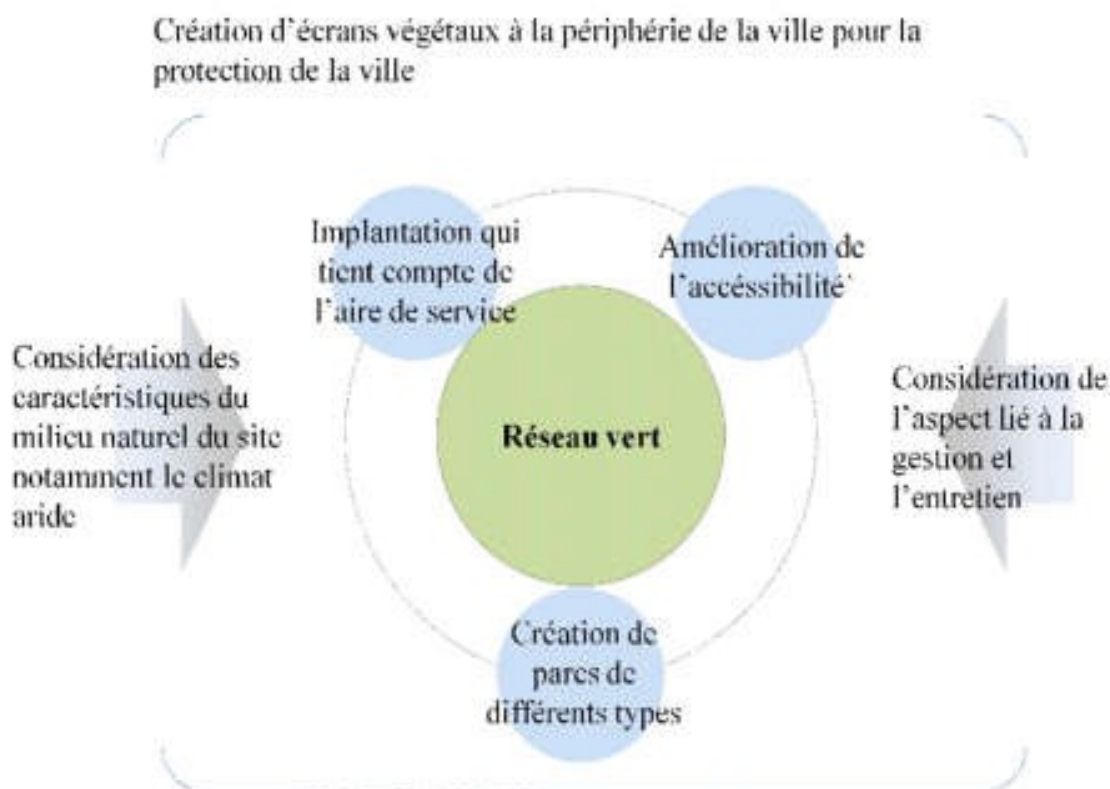 Création d'écrans végétaux à la périphérie de la ville pour la
protection de la ville
Implantation qui
tient compte de
l'aire de service
Amélioration de
l'accéssibilité
Considération des
caractéristiques du
milieu naturel du site
notamment le climat
aride
Réseau vert
Considération de
l'aspect lié à la
gestion et
l'entretien
Création de
parcs de
différents types